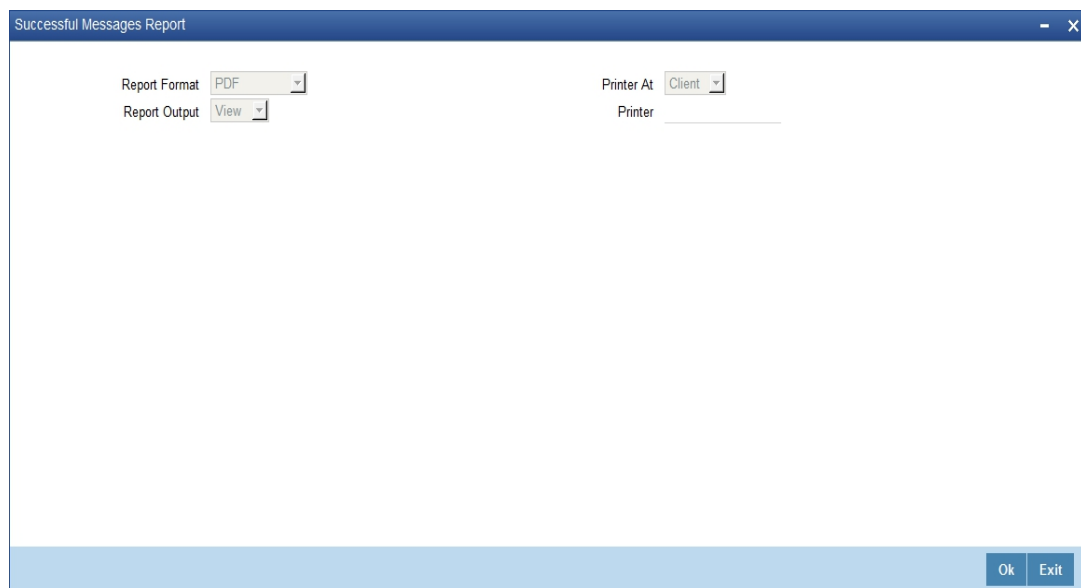 Successful Messages Report
Report Format PDF Printer At Client
Report Output View Printer
Ok Exit